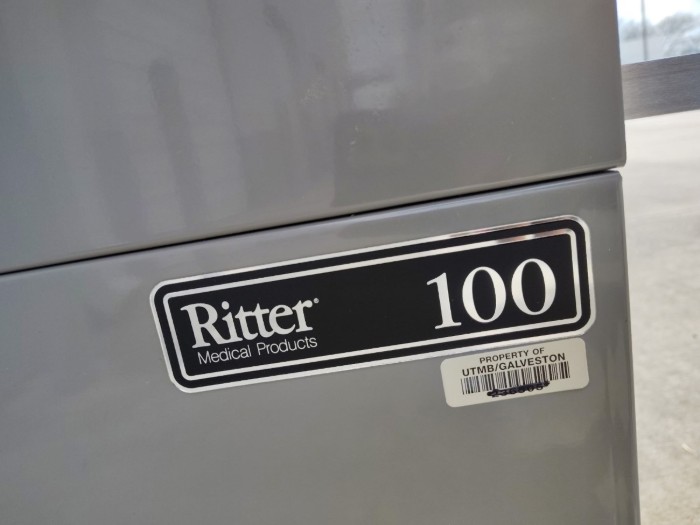 Ritter®
Medical Products
100
PROPERTY OF
UTMB/GALVESTON